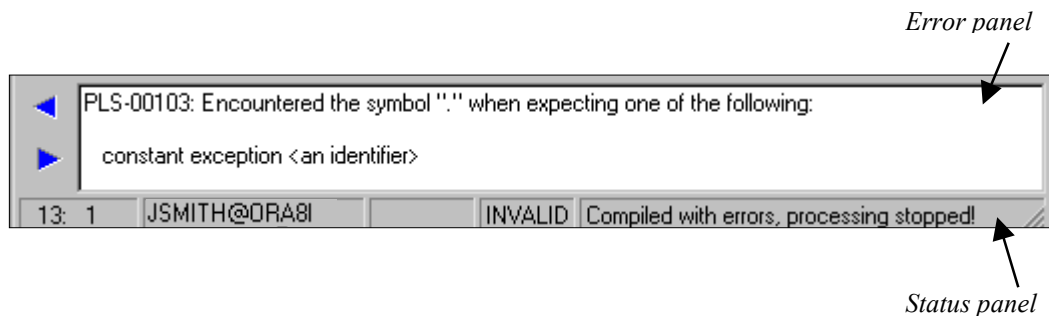 Error panel
PLS-00103: Encountered the symbol "." when expecting one of the following:
constant exception <an identifier>
13: 1 JSMITH@ORA8I INVALID Compiled with errors, processing stopped!
Status panel